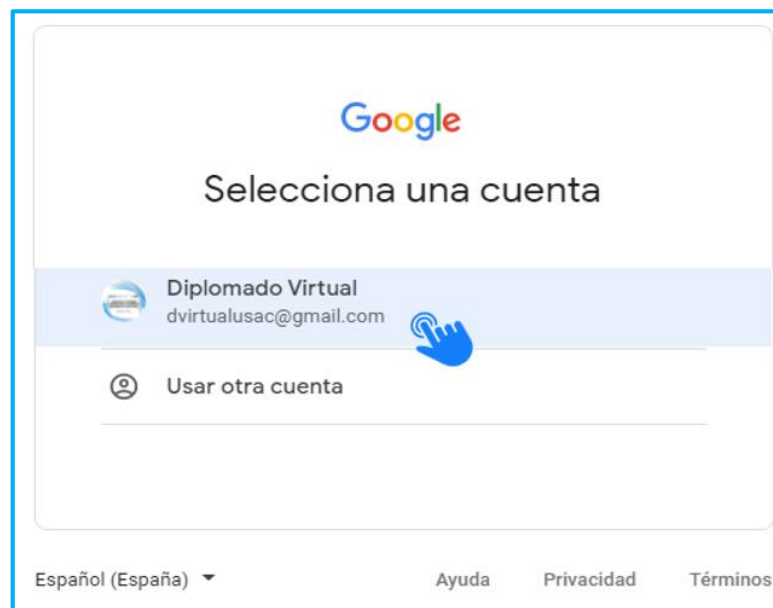 Google
Selecciona una cuenta
Diplomado Virtual
dvirtualusac@gmail.com
Usar otra cuenta
Español (España) Ayuda Privacidad Términos